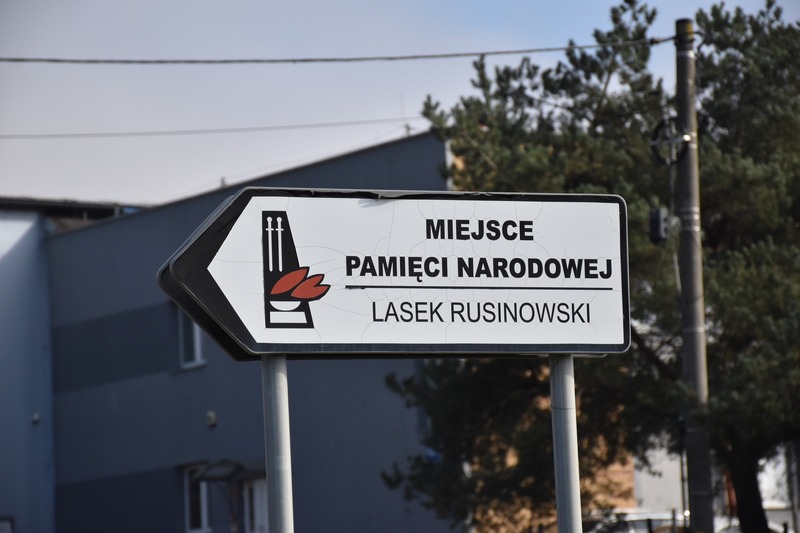 MIEJSCE
PAMIĘCI NARODOWEJ
LASEK RUSINOWSKI